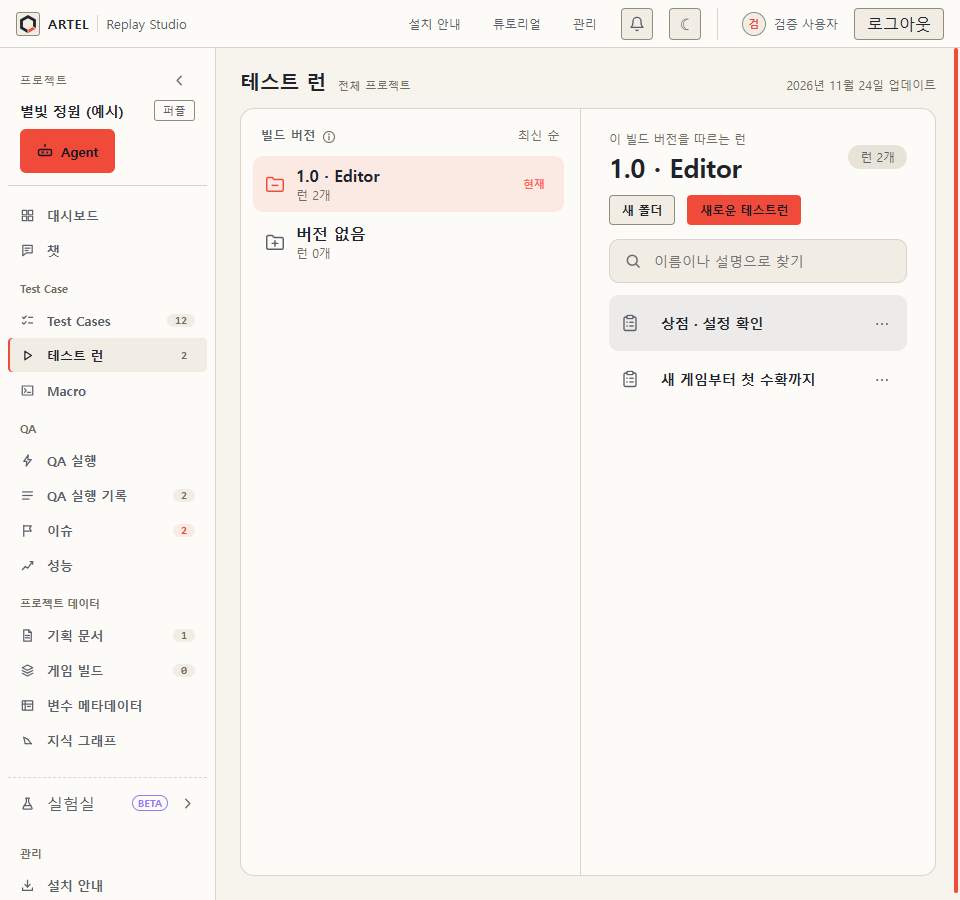 ARTEL Replay Studio
설치 안내 튜토리얼 관리 검 검증 사용자 로그아웃
프로젝트
별빛 정원 (예시) 퍼플
Agent
대시보드
챗
Test Case
Test Cases 12
테스트 런 2
Macro
QA
QA 실행
QA 실행 기록 2
이슈 2
성능
프로젝트 데이터
기획 문서 1
게임 빌드 0
변수 메타데이터
지식 그래프
실험실 BETA
관리
설치 안내
테스트 런 전체 프로젝트
2026년 11월 24일 업데이트
빌드 버전 최신 순
1.0 · Editor
런 2개
현재
버전 없음
런 0개
이 빌드 버전을 따르는 런
1.0 · Editor
런 2개
새 폴더 새로운 테스트런
이름이나 설명으로 찾기
상점 · 설정 확인 ...
새 게임부터 첫 수확까지 ...